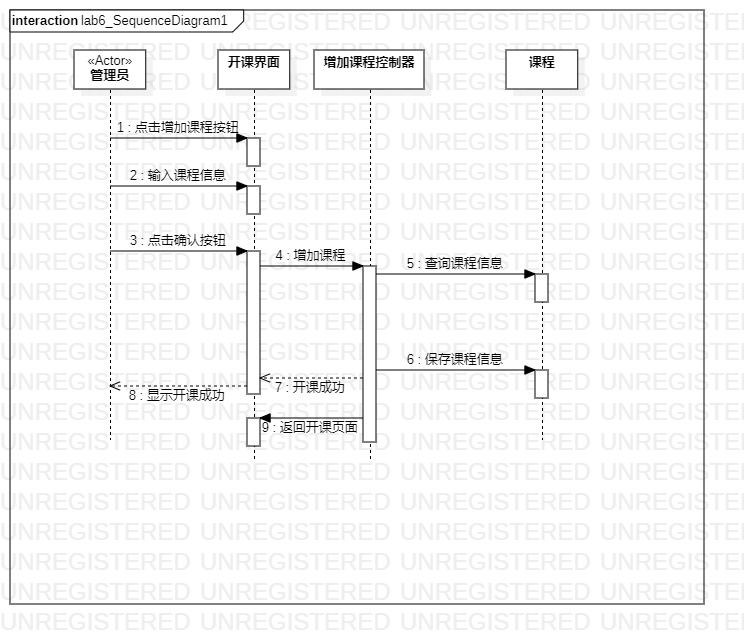 interaction lab6_SequenceDiagram1
«Actor»
管理员
开课界面
增加课程控制器
课程
1 : 点击增加课程按钮
2 : 输入课程信息
3 : 点击确认按钮
4 : 增加课程
5 : 查询课程信息
6 : 保存课程信息
7 : 开课成功
8 : 显示开课成功
9 : 返回开课页面
UNREGISTERED